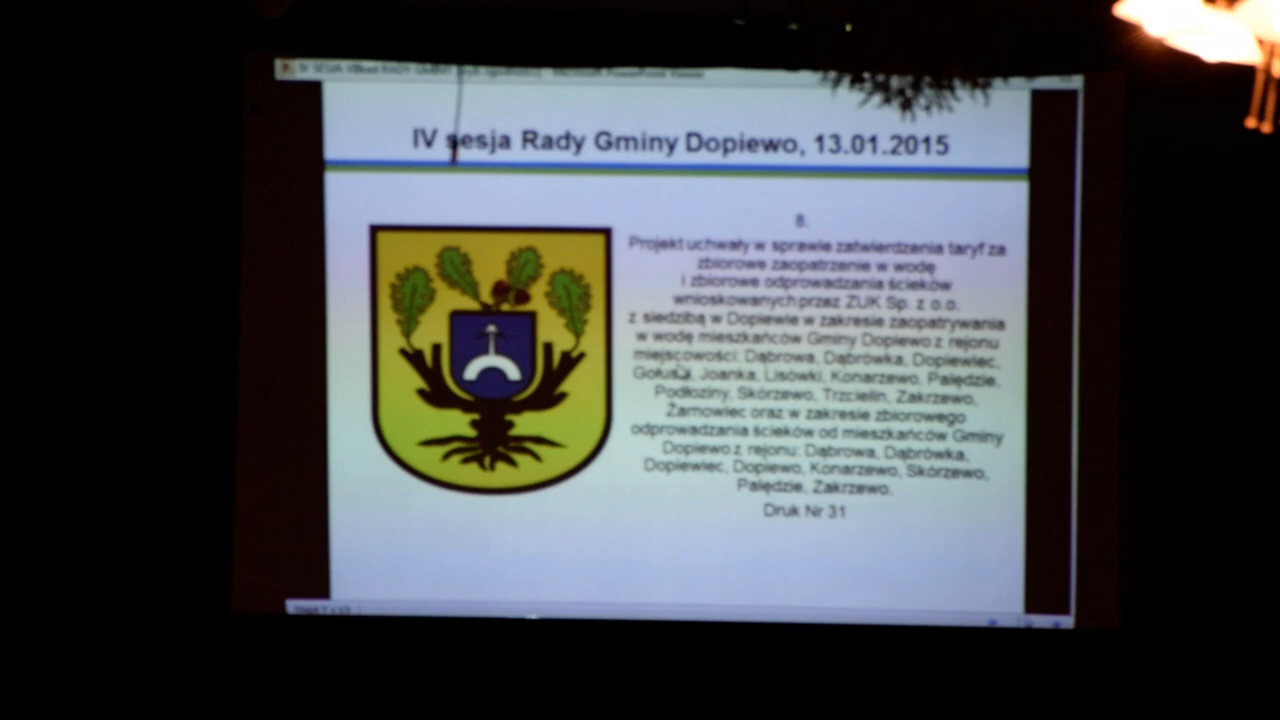 IV sesja Rady Gminy Dopiewo, 13.01.2015
8.
Projekt uchwały w sprawie zatwierdzenia taryf za
zbiorowe zaopatrzenie w wodę
i zbiorowe odprowadzania ścieków
wnioskowanych przez ZUK Sp. z o.o.
z siedzibą w Dopiewie w zakresie zaopatrywania
w wodę mieszkańców Gminy Dopiewo z rejonu
miejscowości: Dąbrowa, Dąbrówka, Dopiewiec,
Gołuski, Joanka, Lisówki, Konarzewo, Palędzie,
Podłoziny, Skórzewo, Trzcielin, Zakrzewo,
Żarnowiec oraz w zakresie zbiorowego
odprowadzania ścieków od mieszkańców Gminy
Dopiewo z rejonu: Dąbrowa, Dąbrówka,
Dopiewiec, Dopiewo, Konarzewo, Skórzewo,
Palędzie, Zakrzewo.
Druk Nr 31